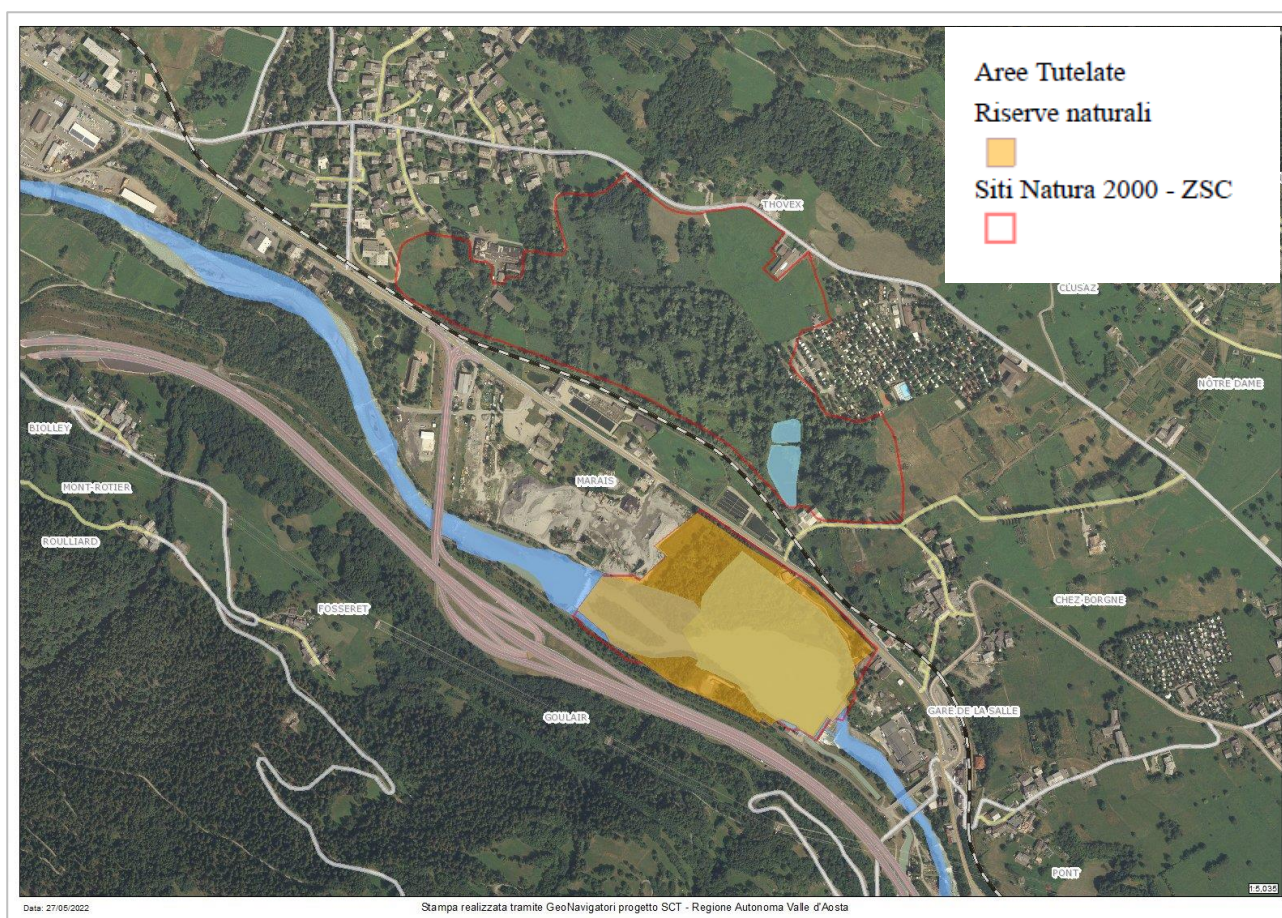 Aree Tutelate
Riserve naturali
Siti Natura 2000 - ZSC
THOVEX
CLUSAZ
NÔTRE DAME
BIOLLEY
MONT-ROTIER
MARAIS
ROULLIARD
FOSSERET
CHEZ-BORGNE
GOULAIR
GARE DE LA SALLE
PONT
1:5.035
Data: 27/05/2022
Stampa realizzata tramite GeoNavigatori progetto SCT - Regione Autonoma Valle d'Aosta